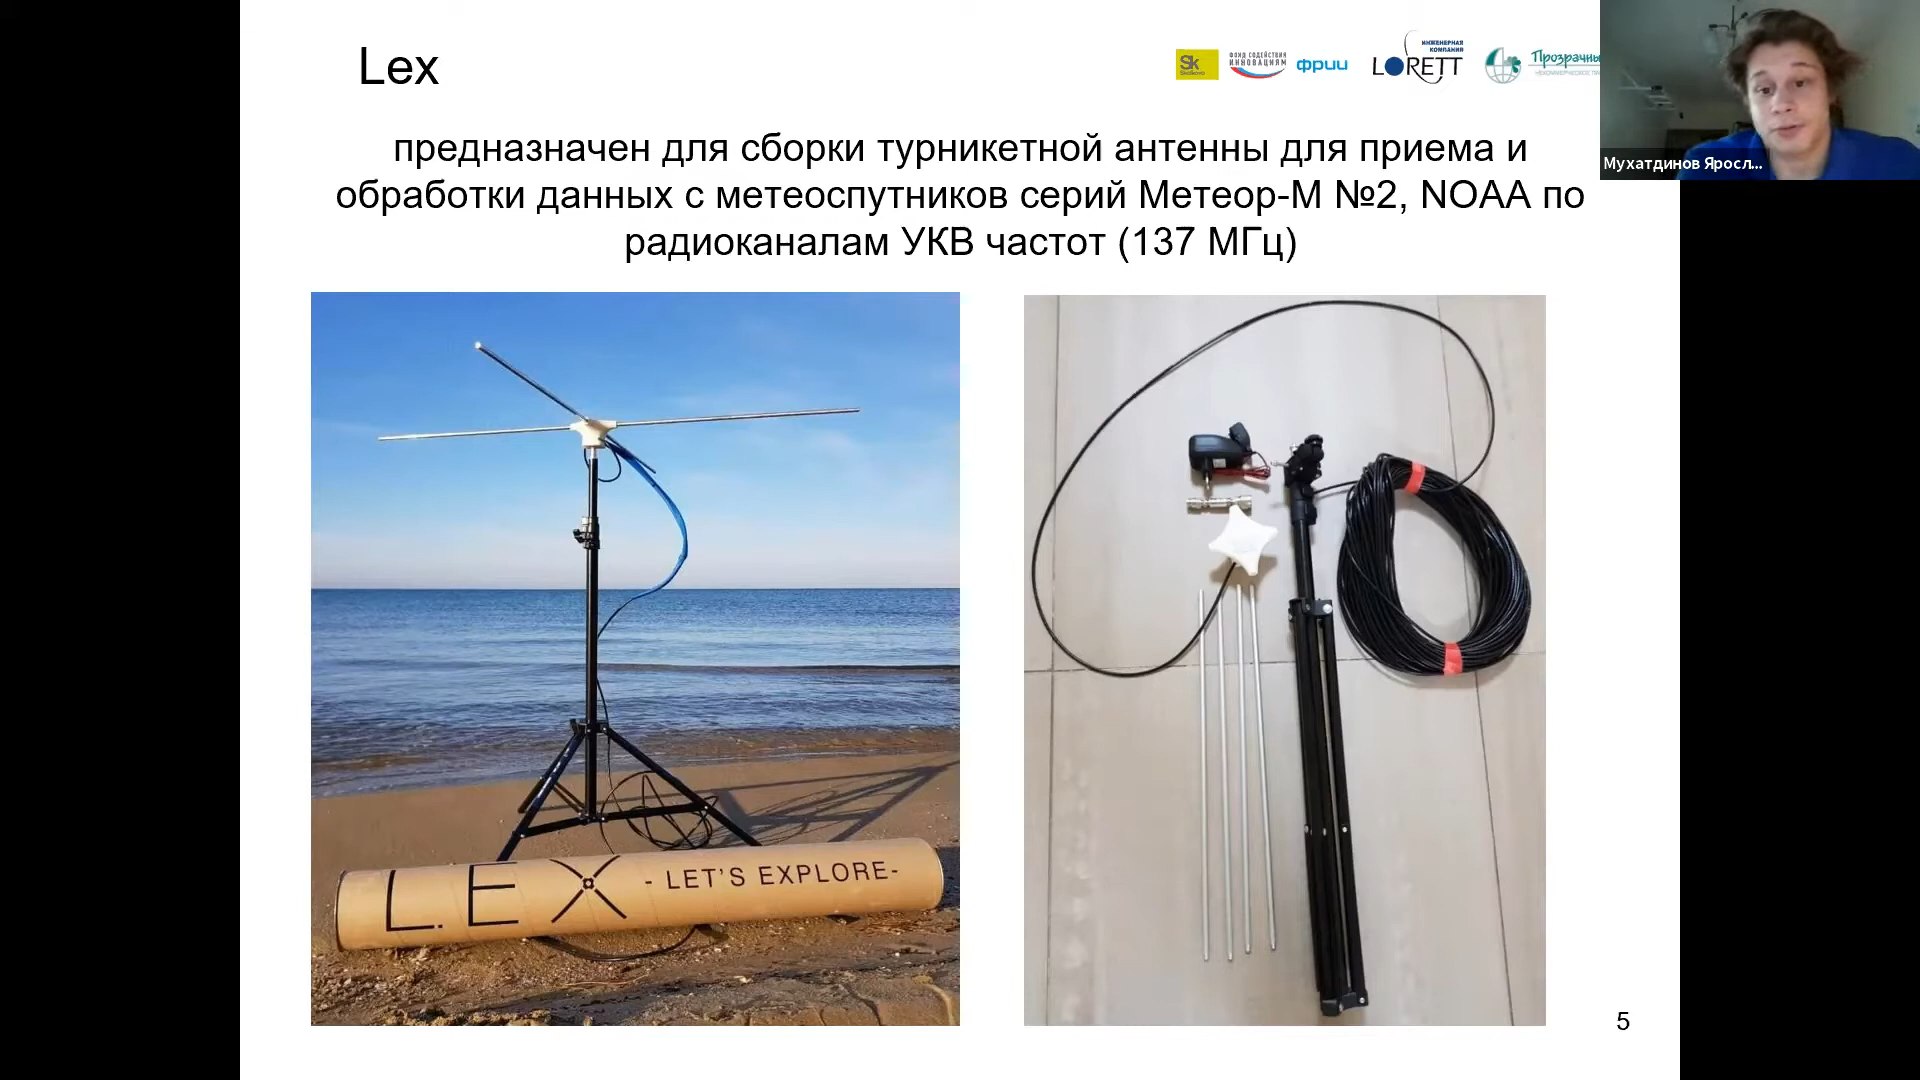 Lex
Sk
Skolkovo
ФОНД СОДЕЙСТВИЯ
ИННОВАЦИЯМ
фрии
ИНЖЕНЕРНАЯ
КОМПАНИЯ
LORETT
Прозрачны
Мухатдинов Яросл...
предназначен для сборки турникетной антенны для приема и
обработки данных с метеоспутников серий Метеор-М №2, NOAA по
радиоканалам УКВ частот (137 МГц)
LEX - LET'S EXPLORE-
5